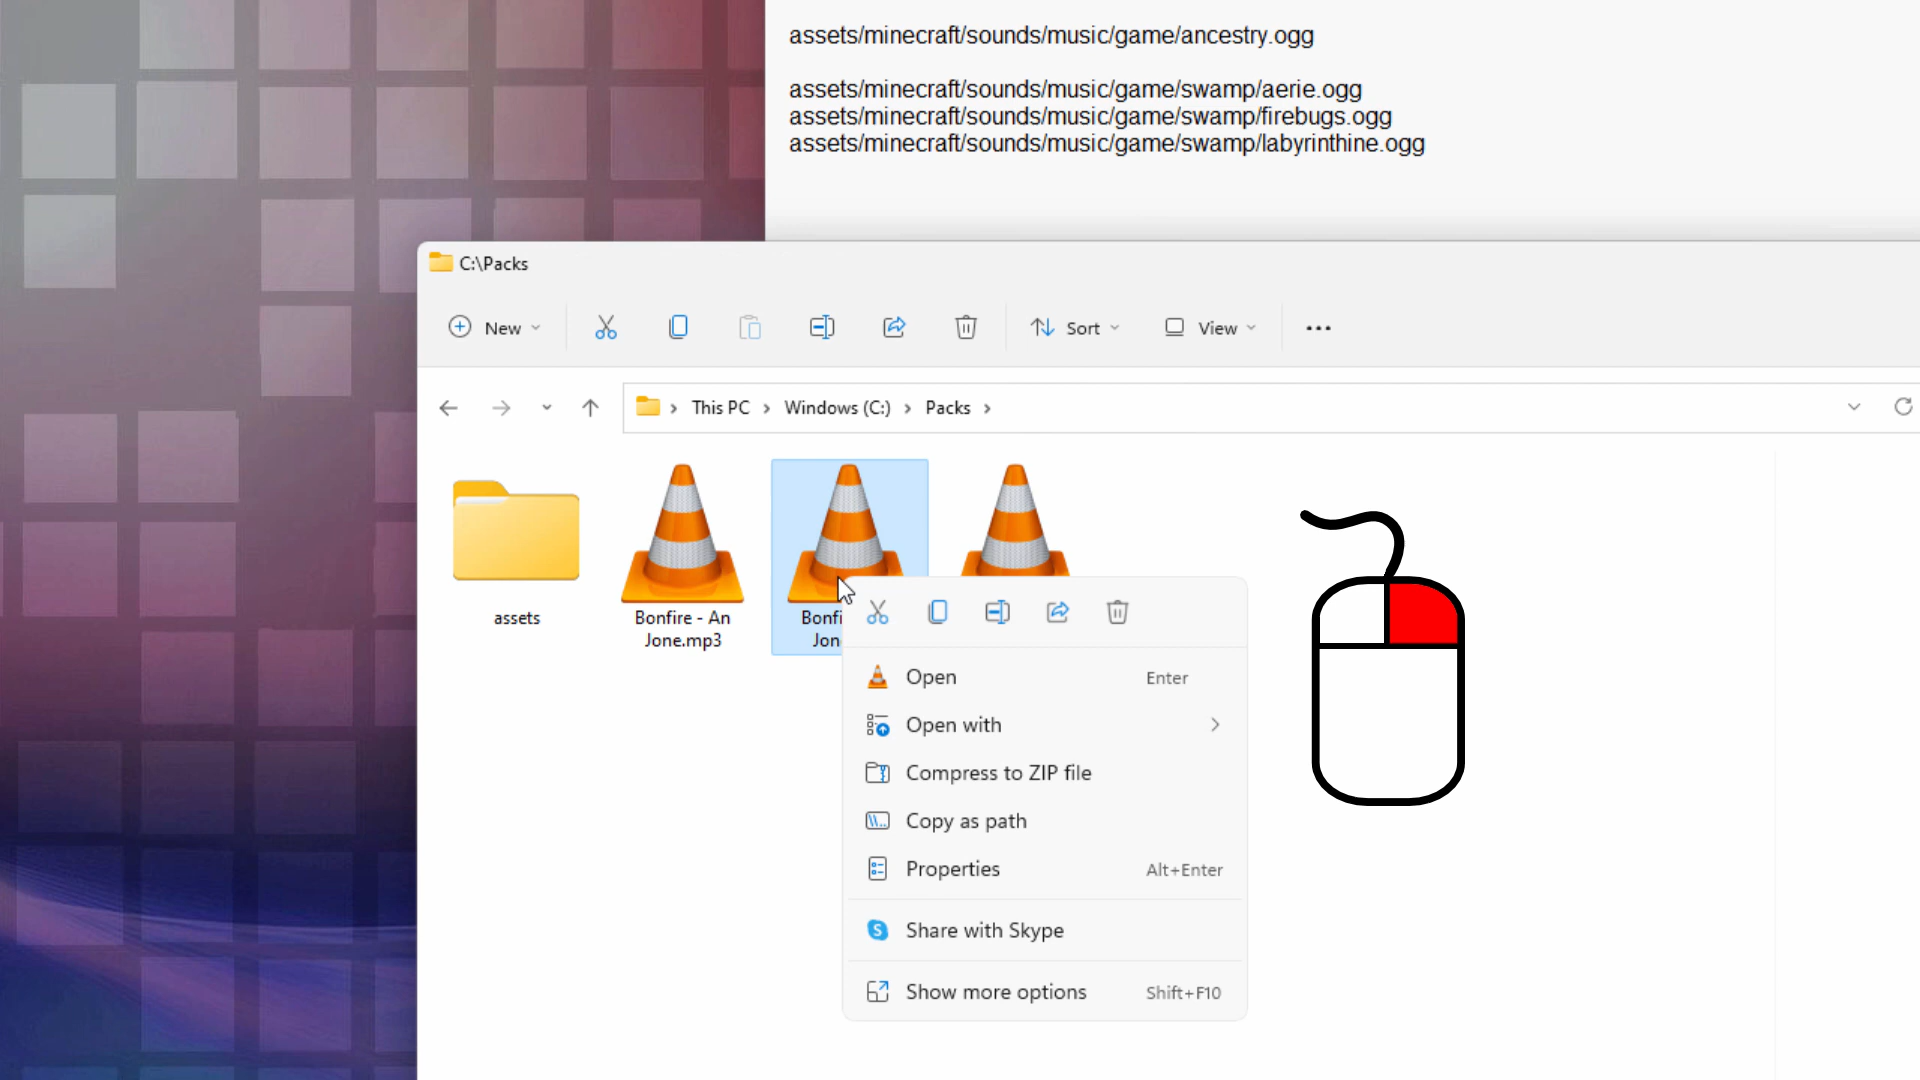 assets/minecraft/sounds/music/game/ancestry.ogg
assets/minecraft/sounds/music/game/swamp/aerie.ogg
assets/minecraft/sounds/music/game/swamp/firebugs.ogg
assets/minecraft/sounds/music/game/swamp/labyrinthine.ogg
C:\Packs
New
Sort
View
This PC
Windows (C:)
Packs
assets
Bonfire - An
Jone.mp3
Bonfi
Jon
Open Enter
Open with
Compress to ZIP file
Copy as path
Properties Alt+Enter
Share with Skype
Show more options Shift+F10